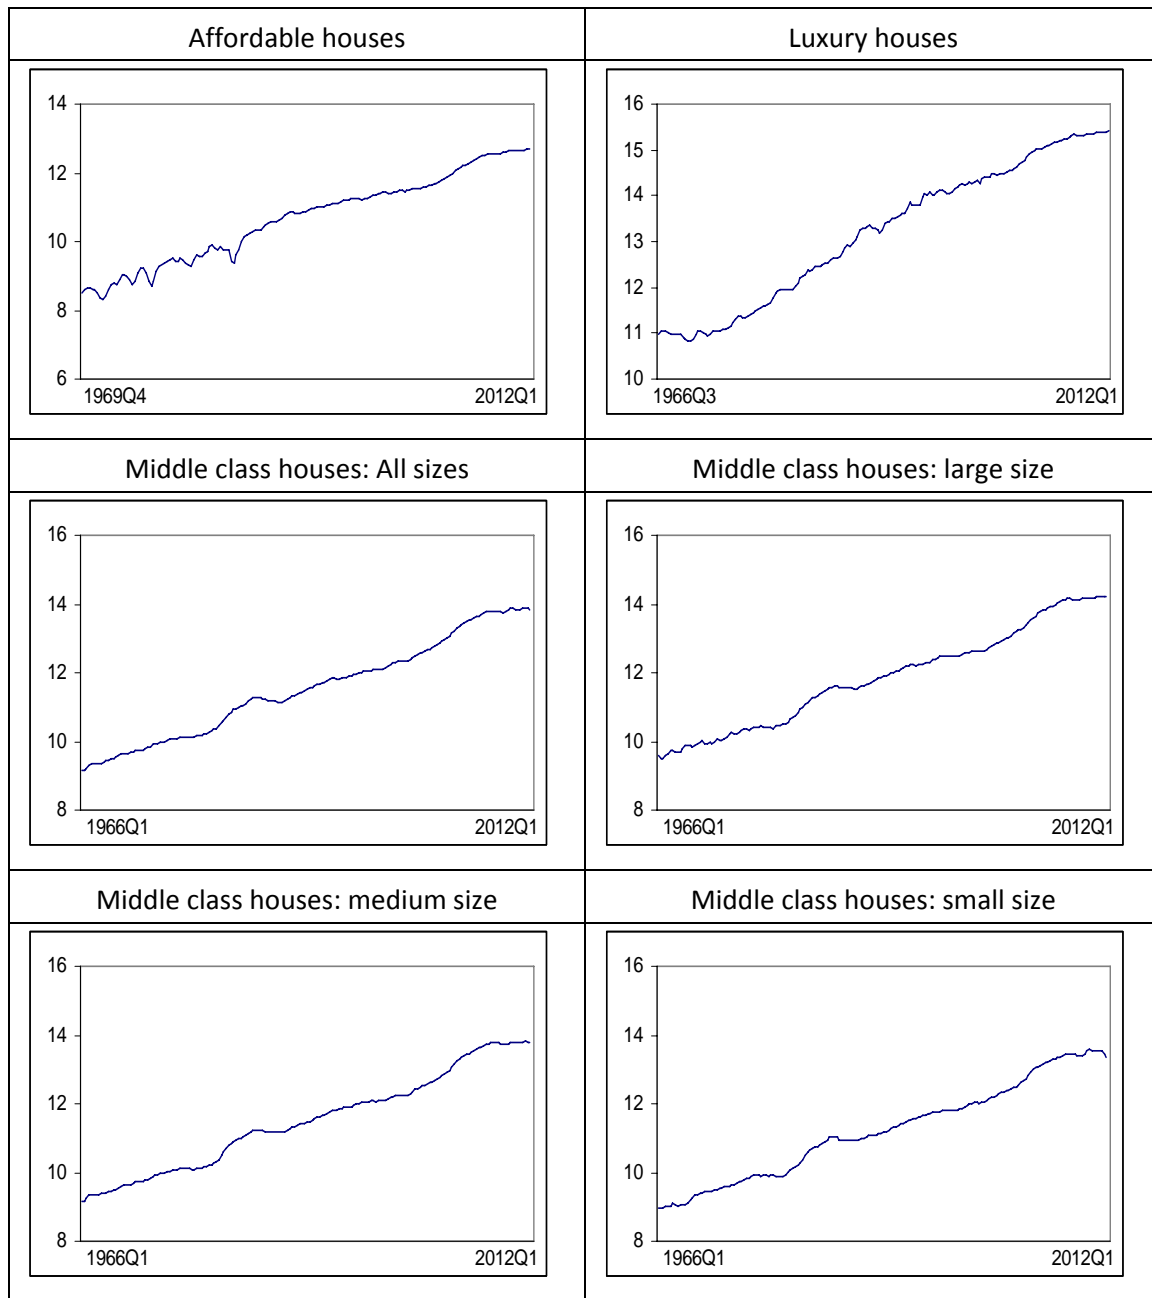 Affordable houses
Luxury houses
14
12
10
8
6
1969Q4
2012Q1
16
15
14
13
12
11
10
1966Q3
2012Q1
Middle class houses: All sizes
Middle class houses: large size
16
14
12
10
8
1966Q1
2012Q1
16
14
12
10
8
1966Q1
2012Q1
Middle class houses: medium size
Middle class houses: small size
16
14
12
10
8
1966Q1
2012Q1
16
14
12
10
8
1966Q1
2012Q1